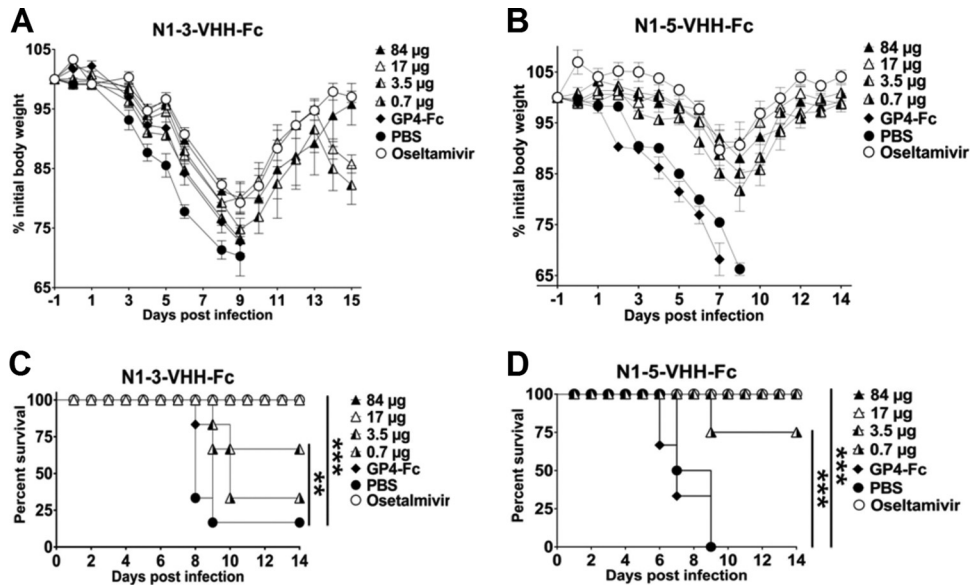 A
N1-3-VHH-Fc
% initial body weight
105
95
85
75
65
-1 1 3 5 7 9 11 13 15
Days post infection
84 µg
17 µg
3.5 µg
0.7 µg
GP4-Fc
PBS
Oseltamivir
B
N1-5-VHH-Fc
% initial body weight
105
95
85
75
65
-1 1 3 5 7 10 12 14
Days post infection
84 µg
17 µg
3.5 µg
0.7 µg
GP4-Fc
PBS
Oseltamivir
C
N1-3-VHH-Fc
Percent survival
100
75
50
25
0
0 2 4 6 8 10 12 14
Days post infection
84 µg
17 µg
3.5 µg
0.7 µg
GP4-Fc
PBS
Osetalmivir
**
***
D
N1-5-VHH-Fc
Percent survival
100
75
50
25
0
0 2 4 6 8 10 12 14
Days post infection
84 µg
17 µg
3.5 µg
0.7 µg
GP4-Fc
PBS
Oseltamivir
***
***